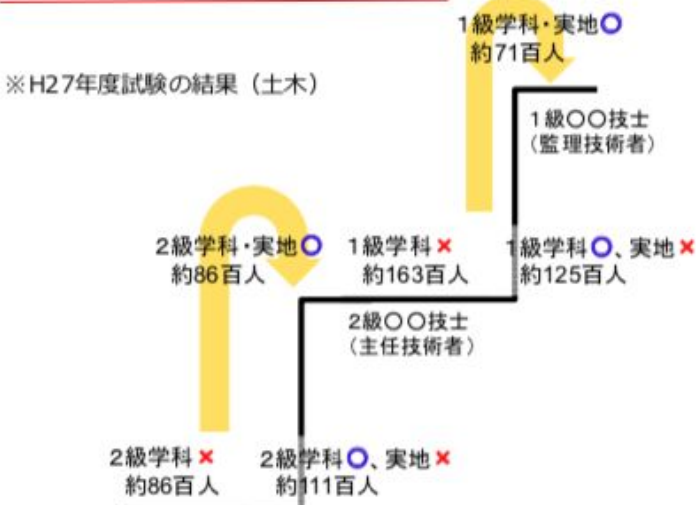 1級学科・実地○
約71百人
※H27年度試験の結果（土木）
1級○○技士
（監理技術者）
2級学科・実地○
約86百人
1級学科×
約163百人
1級学科○、実地×
約125百人
2級○○技士
（主任技術者）
2級学科×
約86百人
2級学科○、実地×
約111百人